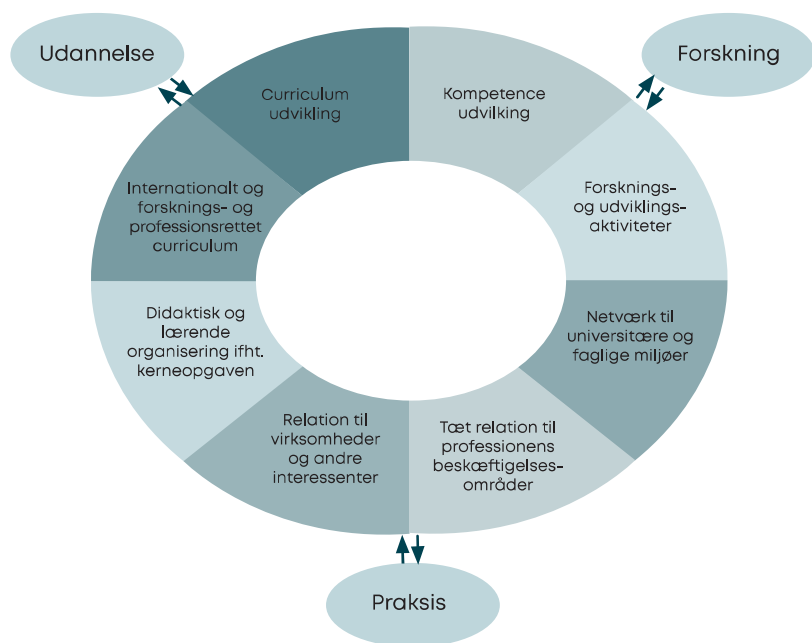 Udannelse
Forskning
Curriculum
udvikling
Kompetence
udvilking
Internationalt og
forsknings- og
professionsrettet
curriculum
Forsknings-
og udviklings-
aktiviteter
Didaktisk og
lærende
organisering ifht.
kerneopgaven
Netværk til
universitære og
faglige miljøer
Relation til
virksomheder
og andre
interessenter
Tæt relation til
professionens
beskæftigelses-
områder
Praksis